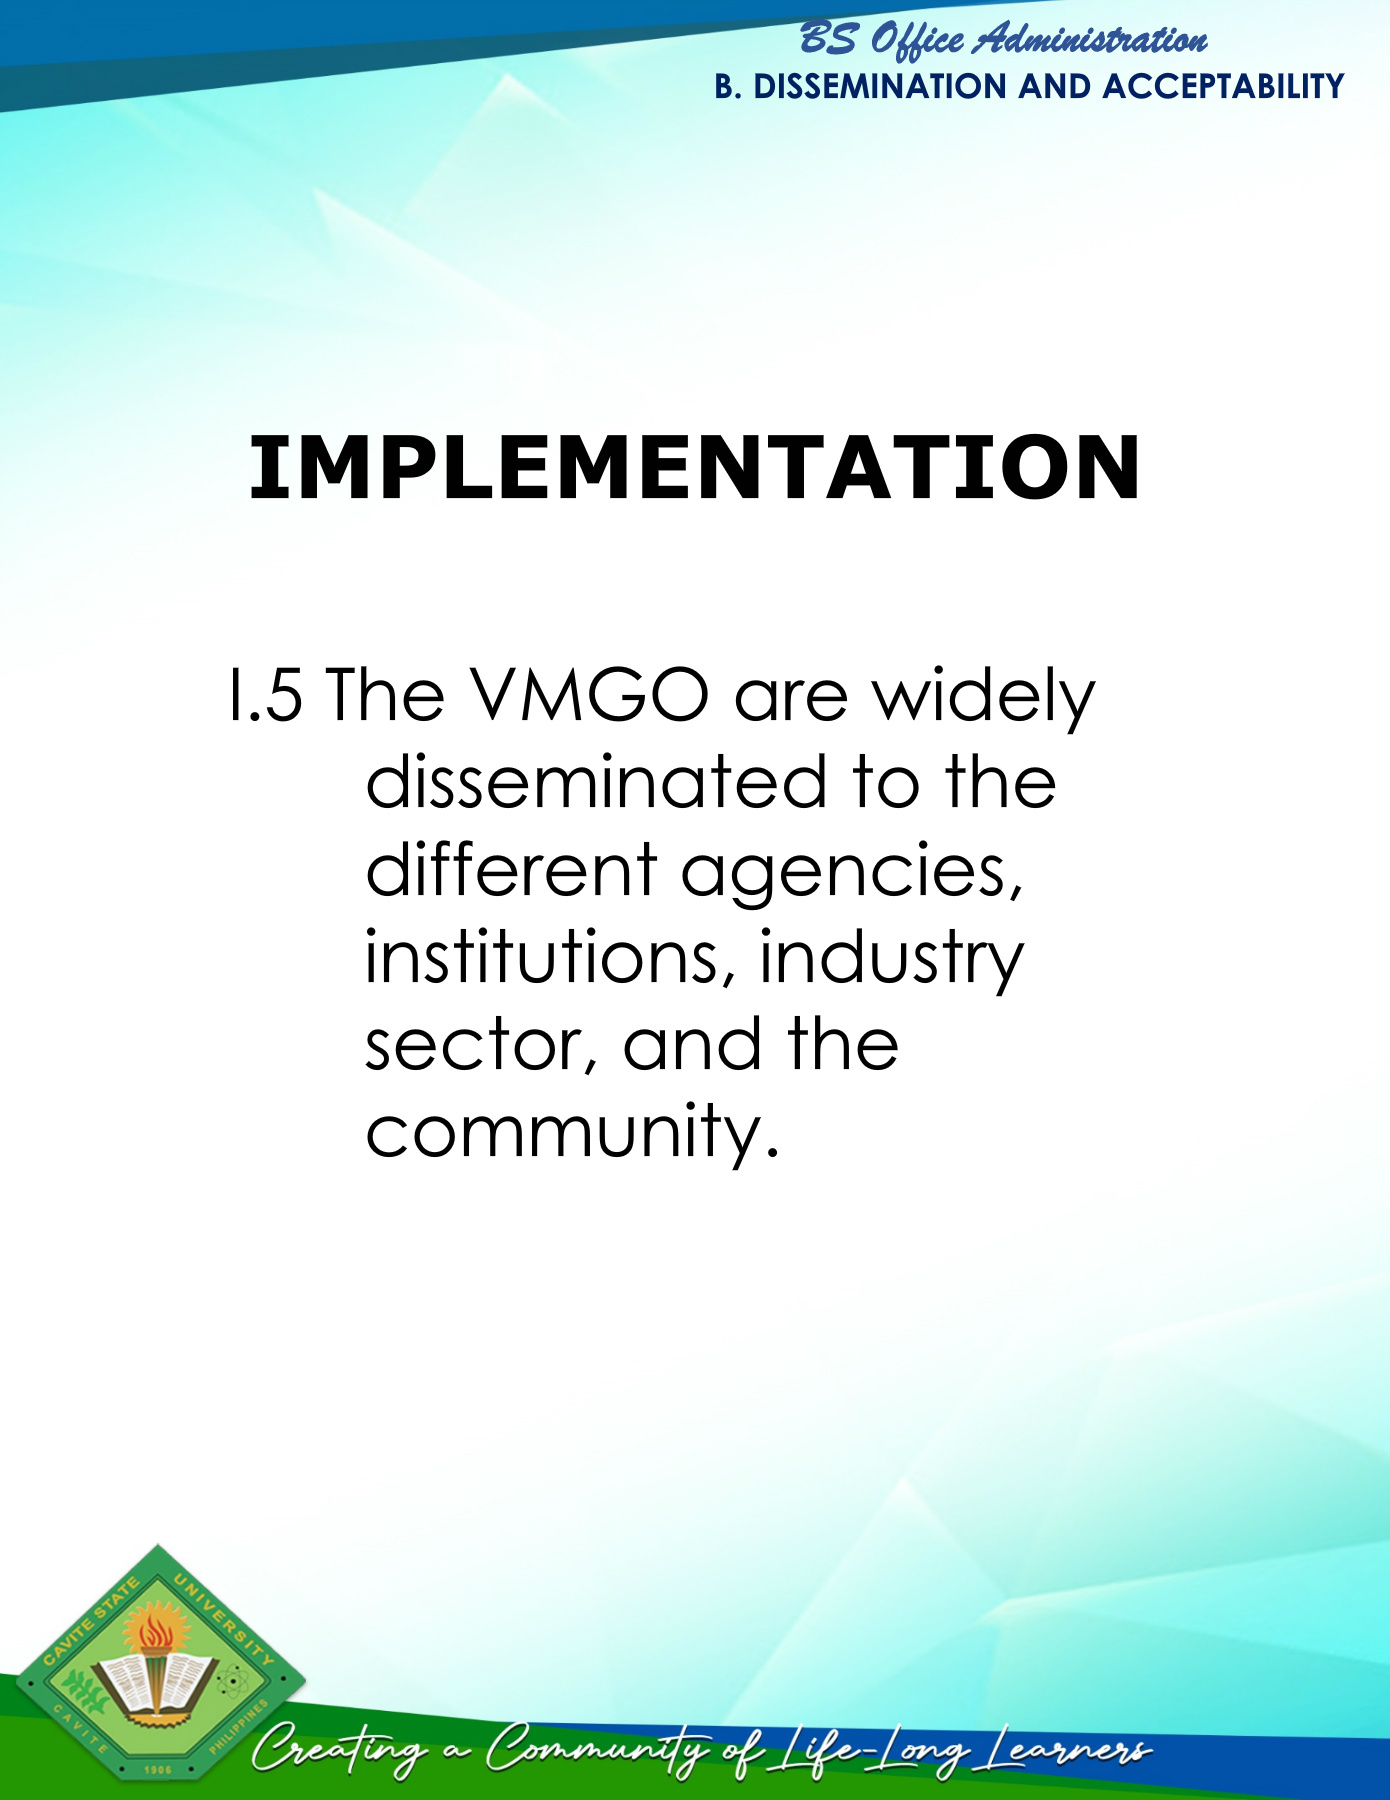 BS Office Administration
B. DISSEMINATION AND ACCEPTABILITY
IMPLEMENTATION
I.5 The VMGO are widely
disseminated to the
different agencies,
institutions, industry
sector, and the
community.
CAVITE STATE UNIVERSITY
CAVITE PHILIPPINES
1906
Creating a Community of Life-Long Learners